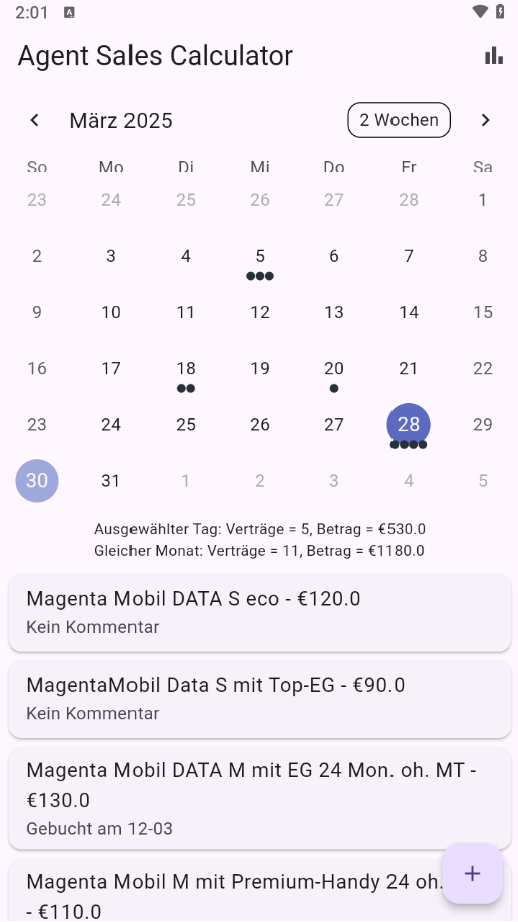 2:01
Agent Sales Calculator
März 2025
2 Wochen
So Mo Di Mi Do Fr Sa
23 24 25 26 27 28 1
2 3 4 5 6 7 8
9 10 11 12 13 14 15
16 17 18 19 20 21 22
23 24 25 26 27 28 29
30 31 1 2 3 4 5
Ausgewählter Tag: Verträge = 5, Betrag = €530.0
Gleicher Monat: Verträge = 11, Betrag = €1180.0
Magenta Mobil DATA S eco - €120.0
Kein Kommentar
MagentaMobil Data S mit Top-EG - €90.0
Kein Kommentar
Magenta Mobil DATA M mit EG 24 Mon. oh. MT -
€130.0
Gebucht am 12-03
Magenta Mobil M mit Premium-Handy 24 oh.
- €110.0